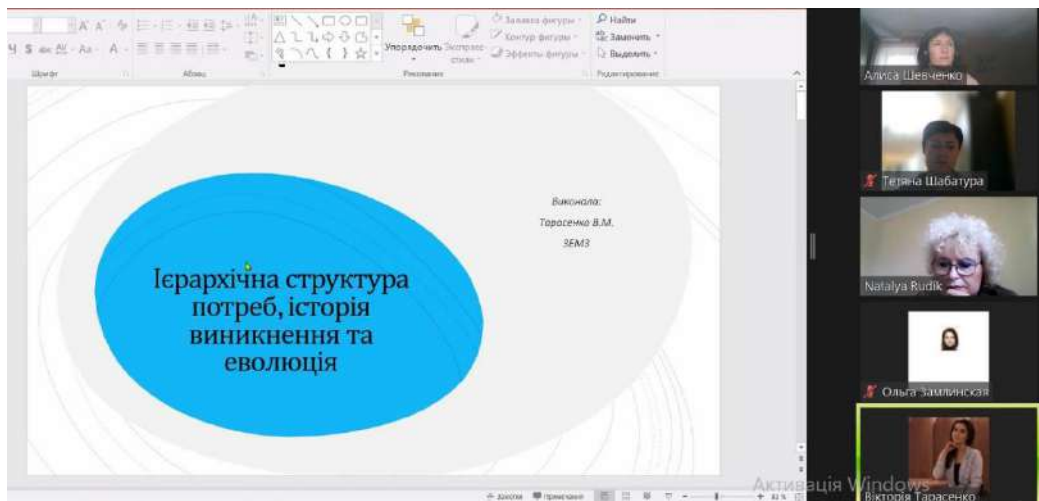 Заливка фигуры
Контур фигуры
Эффекты фигуры
Упорядочить Экспресс-
стили
Найти
Заменить
Выделить
Шрифт
Абзац
Рисование
Редактирование
Виконала:
Тарасенко В.М.
ЗЕМЗ
Ієрархічна структура
потреб, історія
виникнення та
еволюція
Алиса Шевченко
Тетяна Шабатура
Natalya Rudik
Ольга Замлинская
Вікторія Тарасенко
Активація Windows
Заметки
Примечания